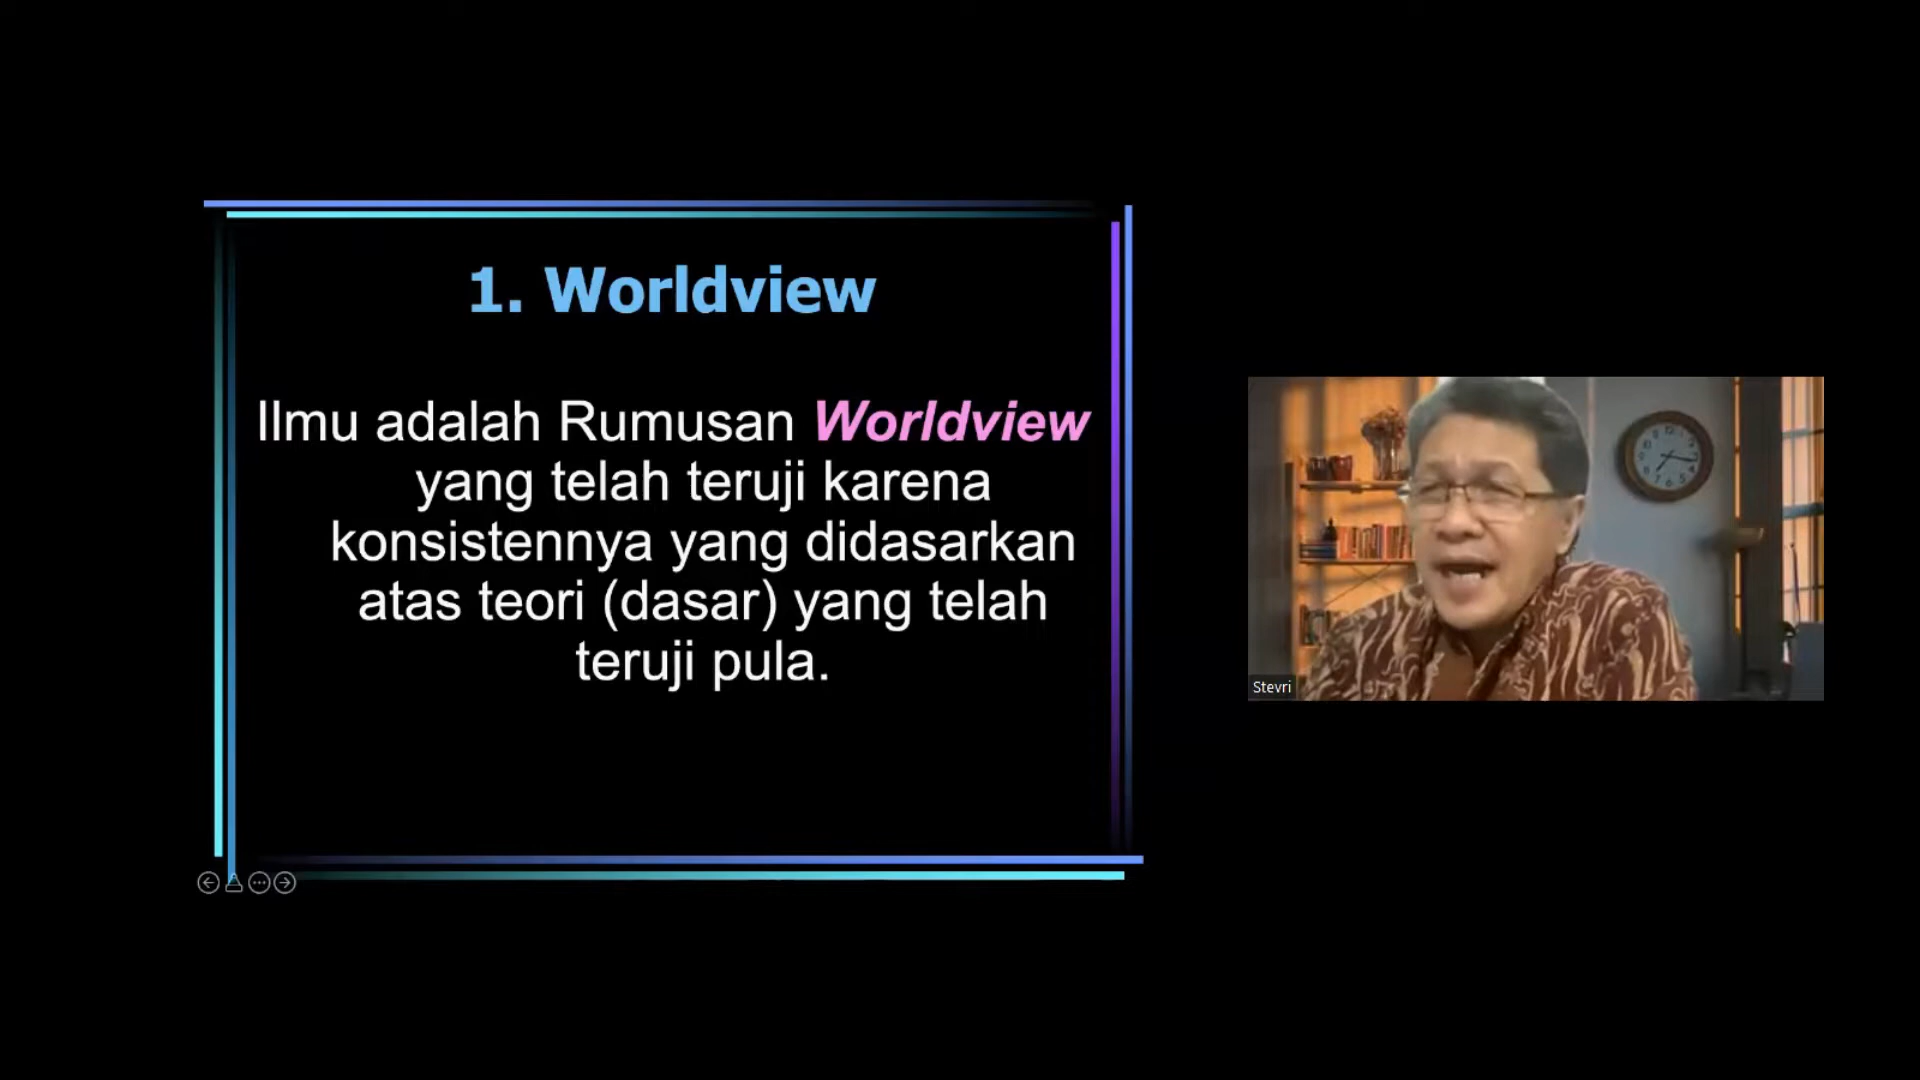 1. Worldview
Ilmu adalah Rumusan Worldview
yang telah teruji karena
konsistennya yang didasarkan
atas teori (dasar) yang telah
teruji pula.
Stevri